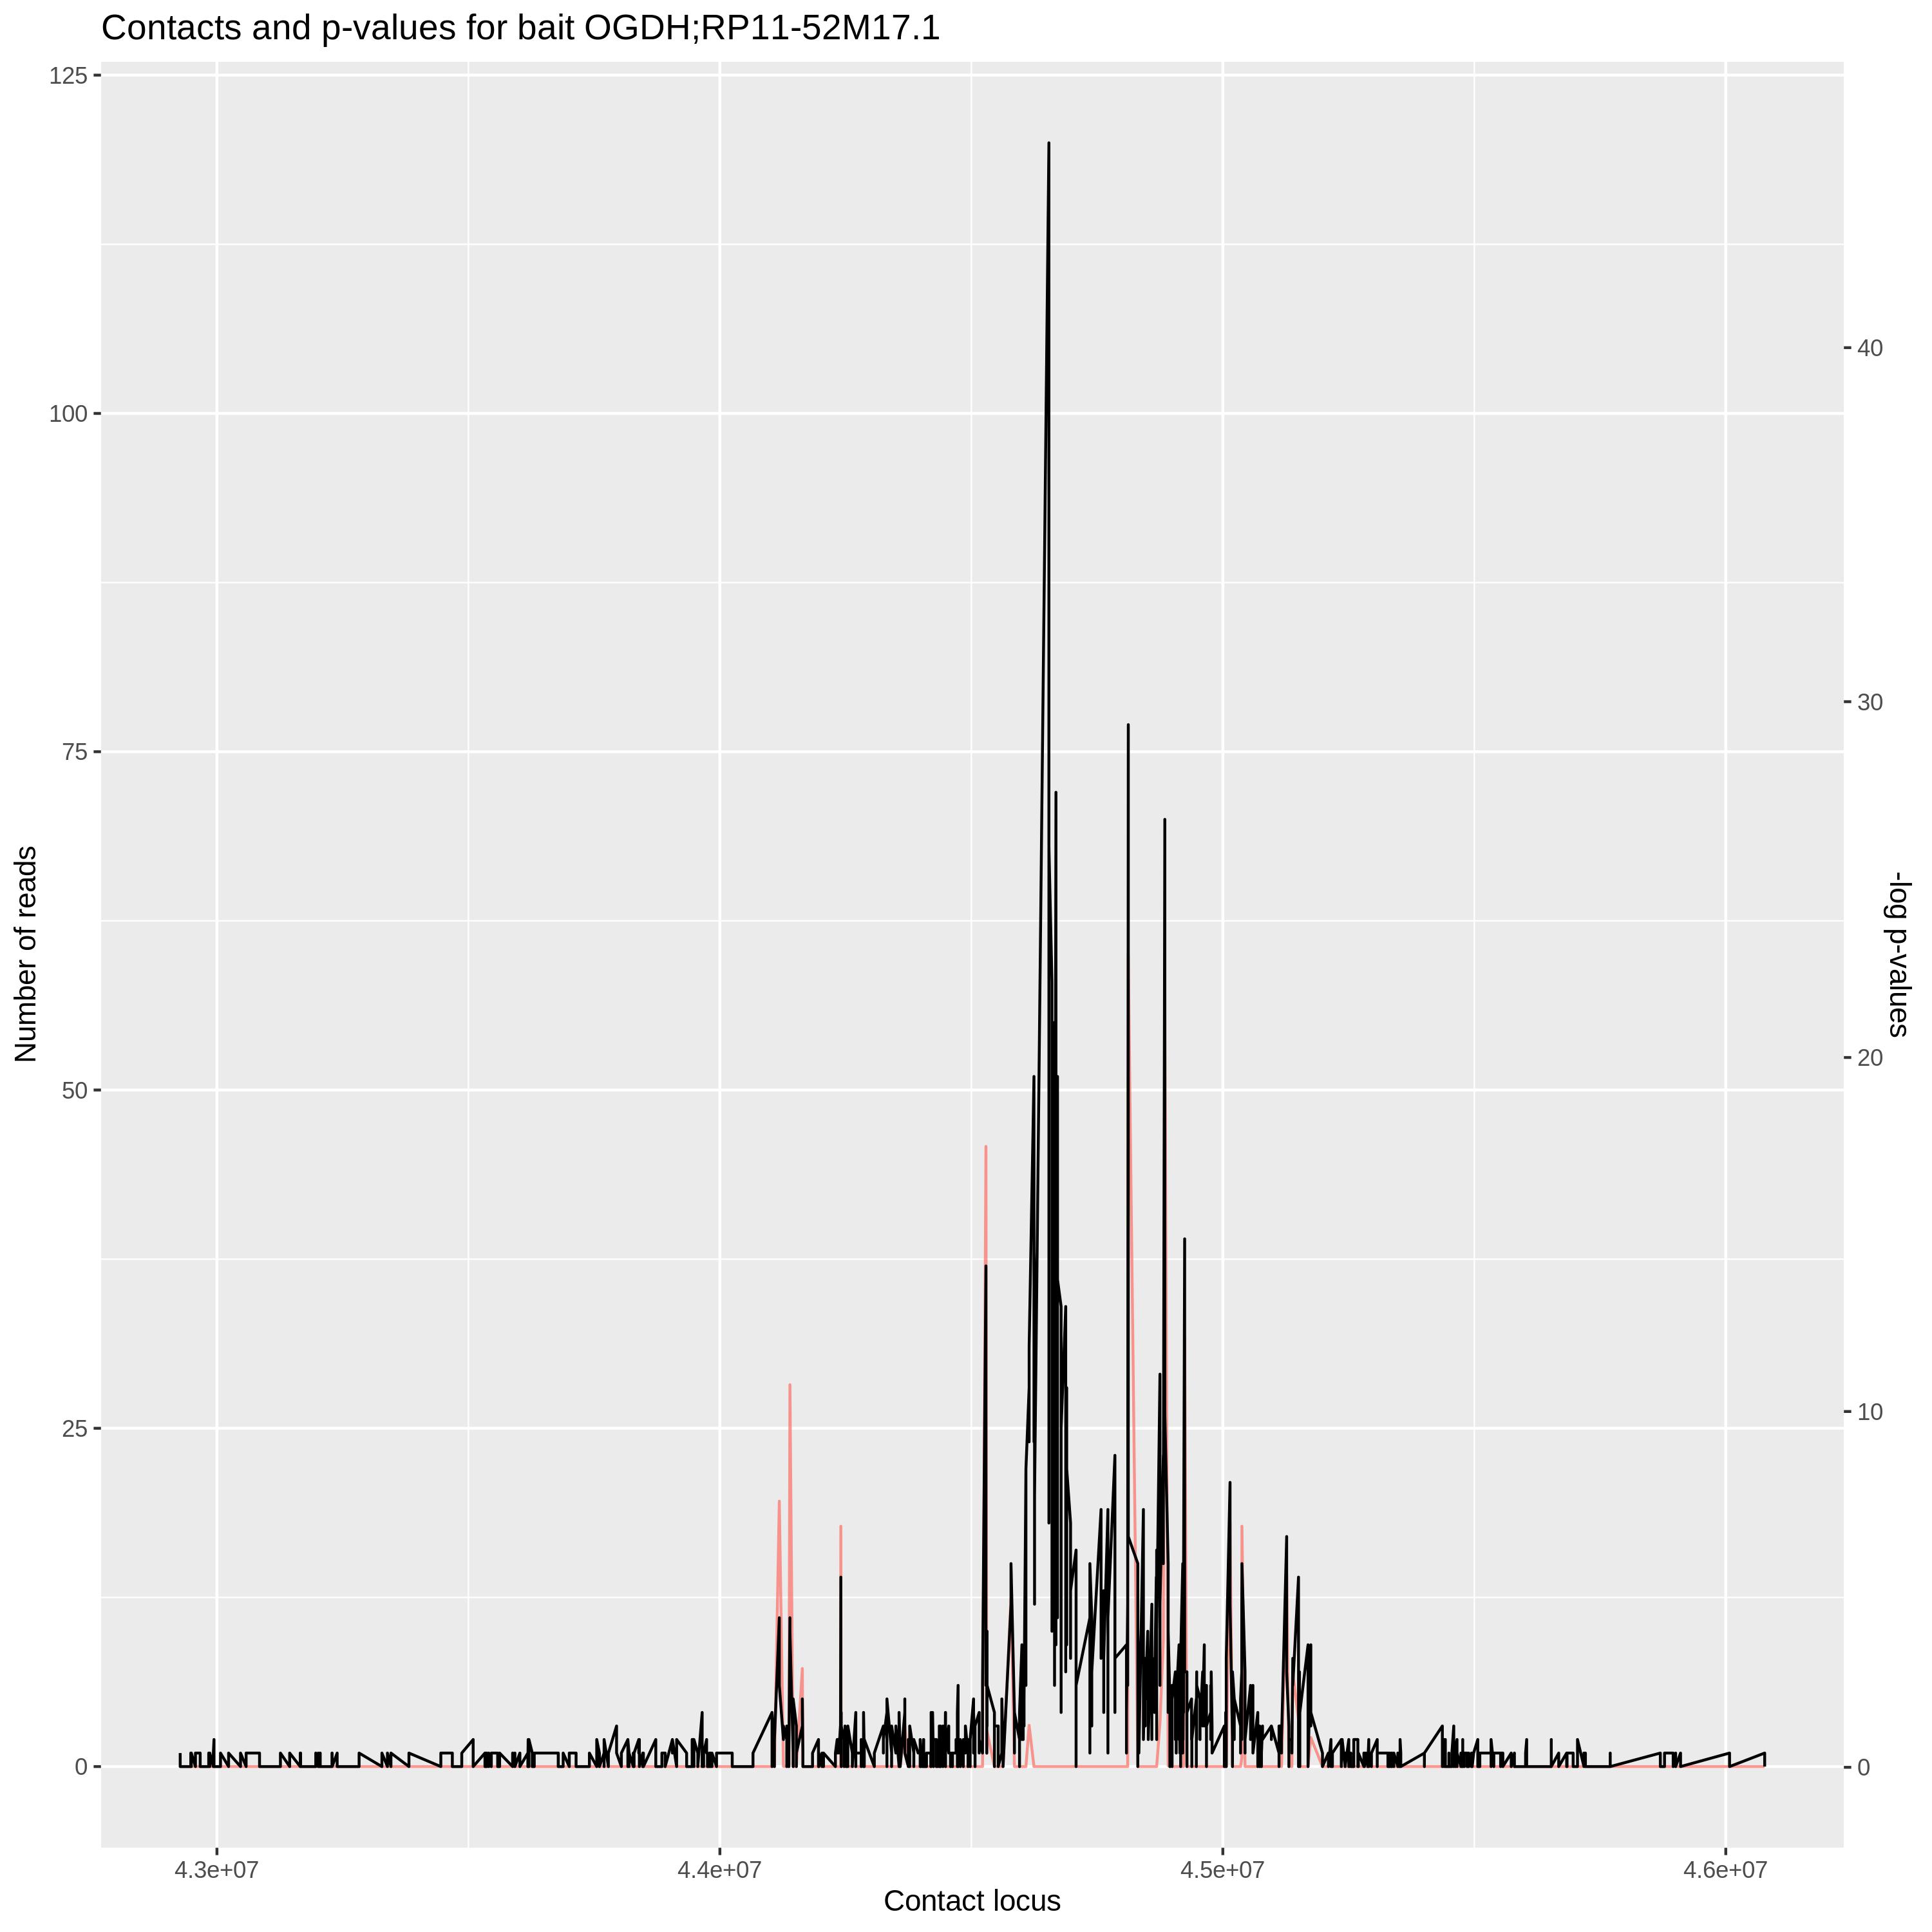 Contacts and p-values for bait OGDH;RP11-52M17.1
125
100
75
50
25
0
Number of reads
40
30
20
10
0
-log p-values
4.3e+07
4.4e+07
4.5e+07
4.6e+07
Contact locus